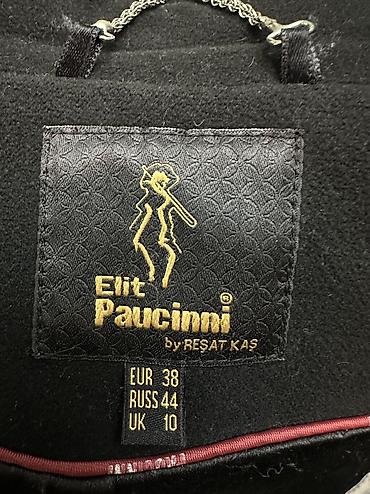 Elit
Paucinni®
by REŞAT KAŞ
EUR 38
RUSS 44
UK 10